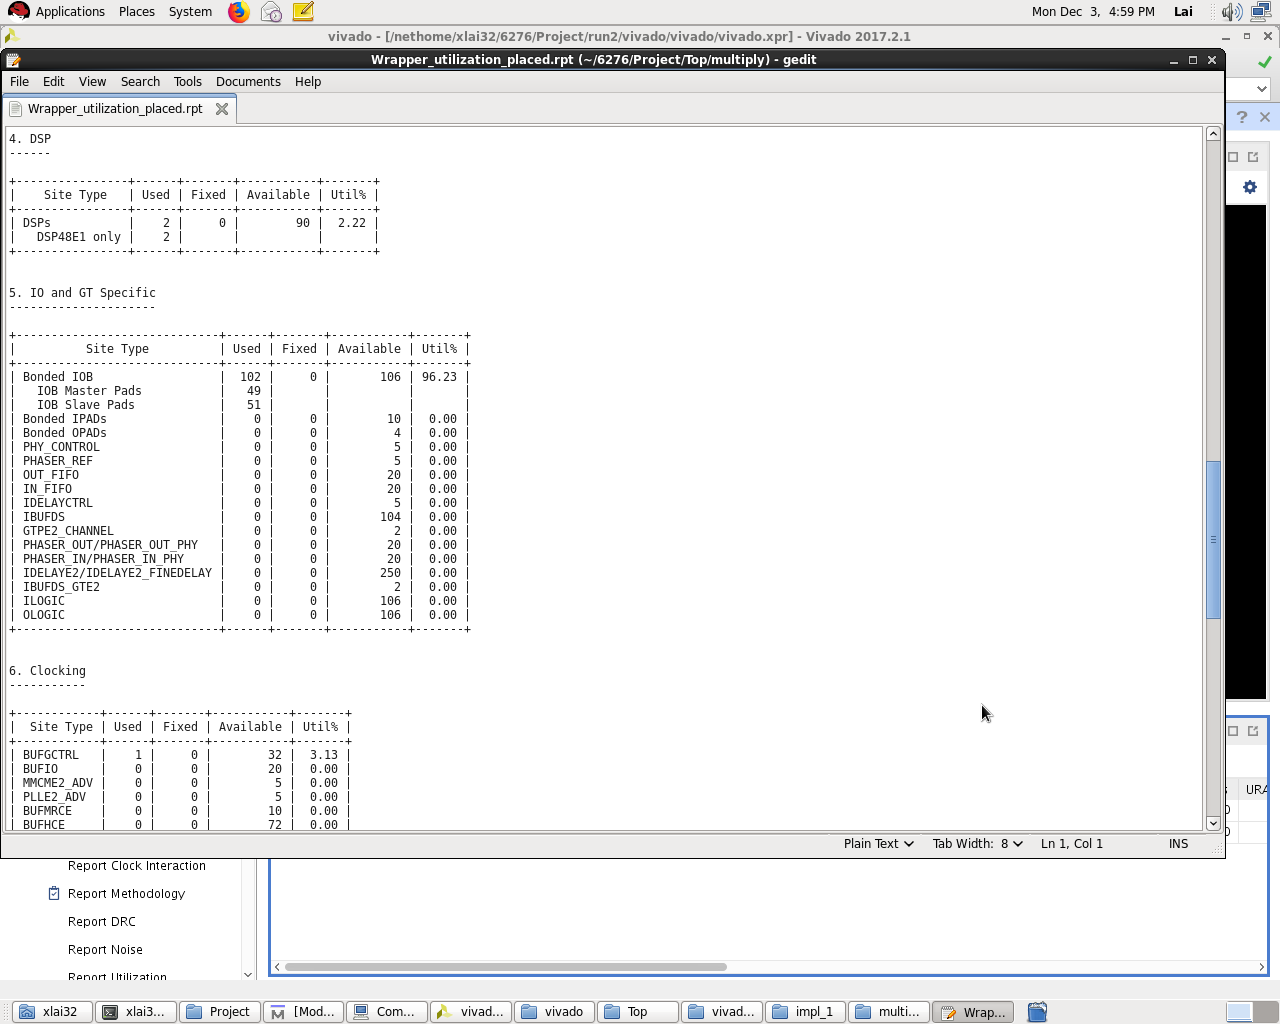 Applications Places System Mon Dec 3, 4:59 PM Lai
vivado - [/nethome/xlai32/6276/Project/run2/vivado/vivado/vivado.xpr] - Vivado 2017.2.1
Wrapper_utilization_placed.rpt (~/6276/Project/Top/multiply) - gedit
File Edit View Search Tools Documents Help
Wrapper_utilization_placed.rpt
4. DSP
------
+----------------+------+-------+-----------+-------+
|    Site Type   | Used | Fixed | Available | Util% |
+----------------+------+-------+-----------+-------+
| DSPs           |    2 |     0 |        90 |  2.22 |
|   DSP48E1 only |    2 |       |           |       |
+----------------+------+-------+-----------+-------+
5. IO and GT Specific
---------------------
+-----------------------------+------+-------+-----------+-------+
|          Site Type          | Used | Fixed | Available | Util% |
+-----------------------------+------+-------+-----------+-------+
| Bonded IOB                  |  102 |     0 |       106 | 96.23 |
|   IOB Master Pads           |   49 |       |           |       |
|   IOB Slave Pads            |   51 |       |           |       |
| Bonded IPADs                |    0 |     0 |        10 |  0.00 |
| Bonded OPADs                |    0 |     0 |         4 |  0.00 |
| PHY_CONTROL                 |    0 |     0 |         5 |  0.00 |
| PHASER_REF                  |    0 |     0 |         5 |  0.00 |
| OUT_FIFO                    |    0 |     0 |        20 |  0.00 |
| IN_FIFO                     |    0 |     0 |        20 |  0.00 |
| IDELAYCTRL                  |    0 |     0 |         5 |  0.00 |
| IBUFDS                      |    0 |     0 |       104 |  0.00 |
| GTPE2_CHANNEL               |    0 |     0 |         2 |  0.00 |
| PHASER_OUT/PHASER_OUT_PHY   |    0 |     0 |        20 |  0.00 |
| PHASER_IN/PHASER_IN_PHY     |    0 |     0 |        20 |  0.00 |
| IDELAYE2/IDELAYE2_FINEDELAY |    0 |     0 |       250 |  0.00 |
| IBUFDS_GTE2                 |    0 |     0 |         2 |  0.00 |
| ILOGIC                      |    0 |     0 |       106 |  0.00 |
| OLOGIC                      |    0 |     0 |       106 |  0.00 |
+-----------------------------+------+-------+-----------+-------+
6. Clocking
-----------
+------------+------+-------+-----------+-------+
|  Site Type | Used | Fixed | Available | Util% |
+------------+------+-------+-----------+-------+
| BUFGCTRL   |    1 |     0 |        32 |  3.13 |
| BUFIO      |    0 |     0 |        20 |  0.00 |
| MMCME2_ADV |    0 |     0 |         5 |  0.00 |
| PLLE2_ADV  |    0 |     0 |         5 |  0.00 |
| BUFMRCE    |    0 |     0 |        10 |  0.00 |
| BUFHCE     |    0 |     0 |        72 |  0.00 |
URA
Plain Text Tab Width: 8 Ln 1, Col 1 INS
Report Clock Interaction
Report Methodology
Report DRC
Report Noise
Report Utilization
xlai32 xlai3... Project [Mod... Com... vivad... vivado Top vivad... impl_1 multi... Wrap...